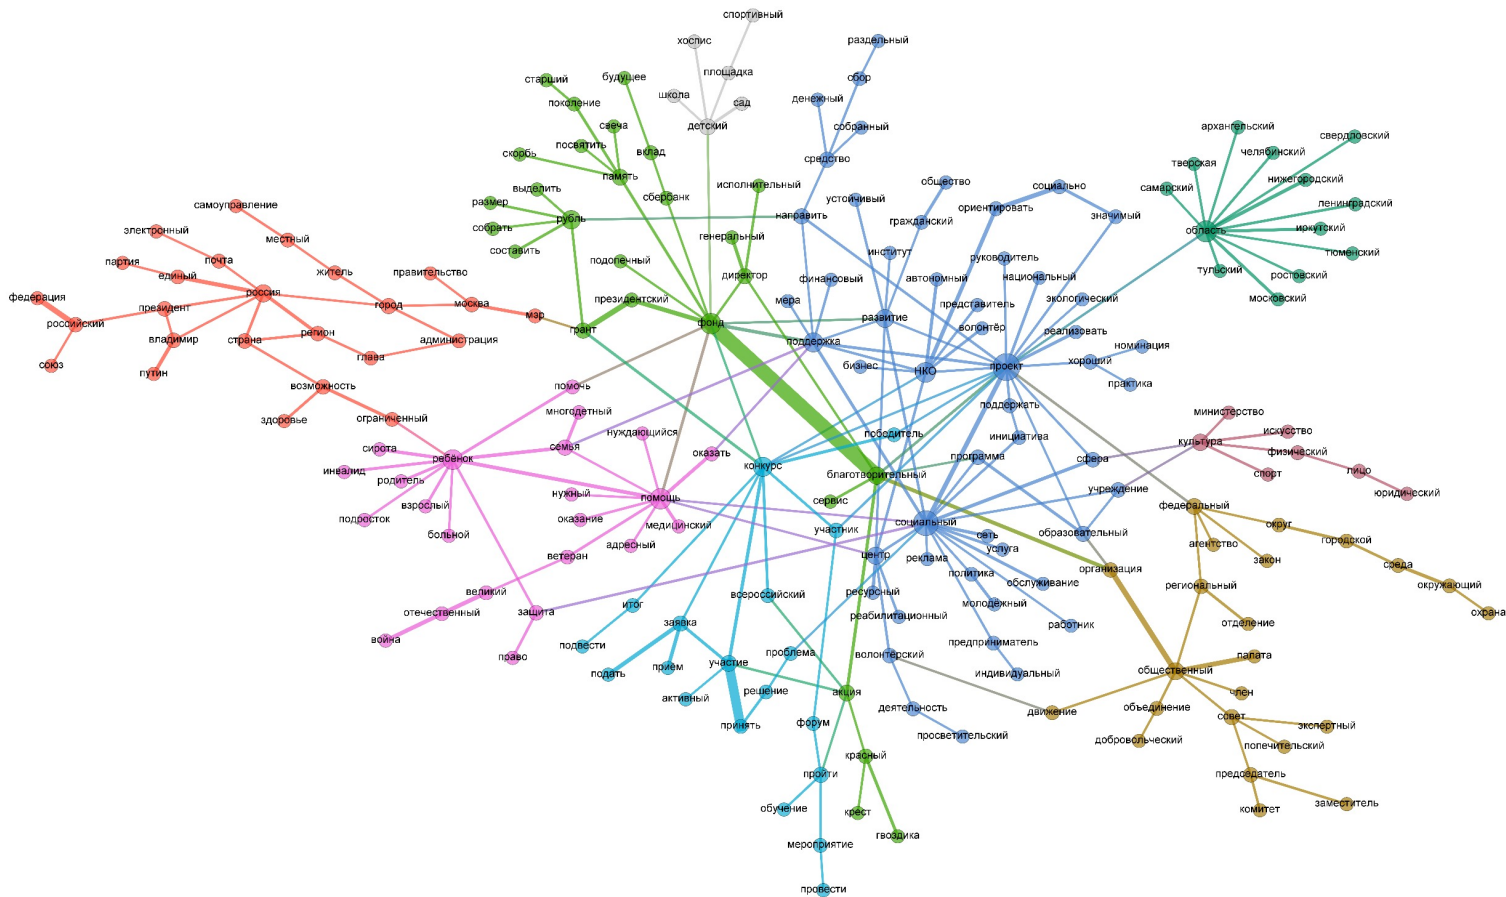 спортивный
хоспис
раздельный
площадка
старший
будущее
сбор
школа
сад
денежный
поколение
детский
собранный
архангельский
свердловский
свеча
посвятить
вклад
скорбь
средство
челябинский
тверская
память
исполнительный
общество
социально
нижегородский
самарский
выделить
сбербанк
устойчивый
ориентировать
значимый
ленинградский
размер
рубль
направить
гражданский
самоуправление
собрать
генеральный
область
иркутский
электронный
местный
составить
институт
тюменский
партия
почта
подопечный
директор
руководитель
единый
житель
правительство
финансовый
автономный
национальный
тульский
ростовский
федерация
россия
президентский
мера
экологический
московский
президент
город
москва
представитель
российский
мэр
грант
фонд
развитие
волонтёр
реализовать
владимир
страна
регион
администрация
поддержка
номинация
союз
путин
глава
бизнес
НКО
проект
хороший
возможность
помочь
практика
здоровье
ограниченный
многодетный
поддержать
министерство
нуждающийся
победитель
инициатива
искусство
сирота
семья
оказать
культура
физический
инвалид
ребёнок
конкурс
программа
сфера
родитель
благотворительный
спорт
лицо
нужный
помощь
учреждение
юридический
подросток
взрослый
сервис
федеральный
оказание
медицинский
участник
социальный
сеть
образовательный
округ
больной
адресный
услуга
агентство
городской
ветеран
центр
реклама
закон
организация
среда
политика
обслуживание
региональный
окружающий
великий
всероссийский
ресурсный
отечественный
защита
итог
молодёжный
охрана
война
заявка
реабилитационный
работник
отделение
подвести
предприниматель
право
проблема
волонтерский
палата
подать
приём
участие
индивидуальный
общественный
активный
решение
акция
член
принять
форум
деятельность
движение
объединение
совет
экспертный
просветительский
добровольческий
попечительский
красный
пройти
председатель
обучение
крест
комитет
заместитель
гвоздика
мероприятие
провести